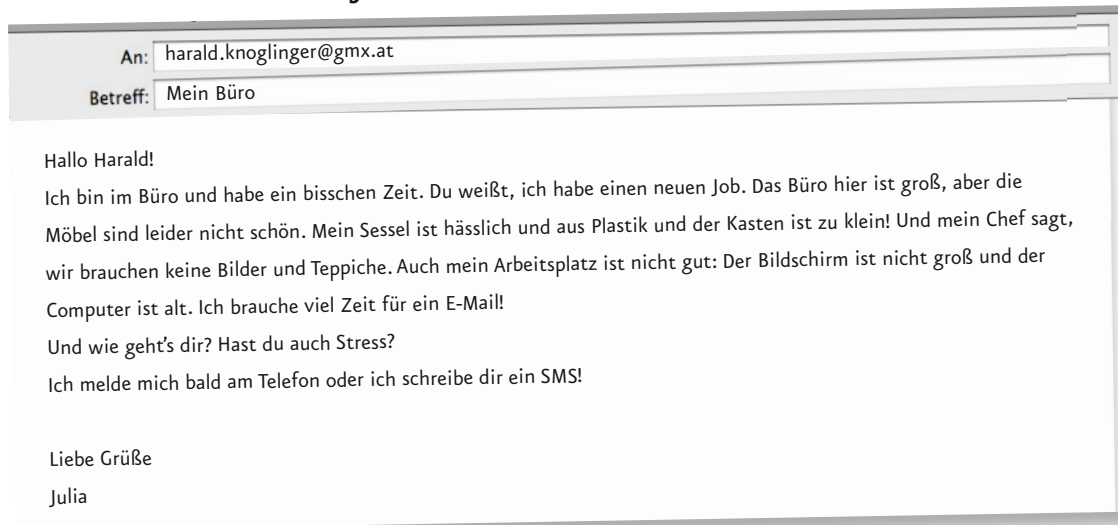 An: harald.knoglinger@gmx.at
Betreff: Mein Büro
Hallo Harald!
Ich bin im Büro und habe ein bisschen Zeit. Du weißt, ich habe einen neuen Job. Das Büro hier ist groß, aber die
Möbel sind leider nicht schön. Mein Sessel ist hässlich und aus Plastik und der Kasten ist zu klein! Und mein Chef sagt,
wir brauchen keine Bilder und Teppiche. Auch mein Arbeitsplatz ist nicht gut: Der Bildschirm ist nicht groß und der
Computer ist alt. Ich brauche viel Zeit für ein E-Mail!
Und wie geht's dir? Hast du auch Stress?
Ich melde mich bald am Telefon oder ich schreibe dir ein SMS!
Liebe Grüße
Julia